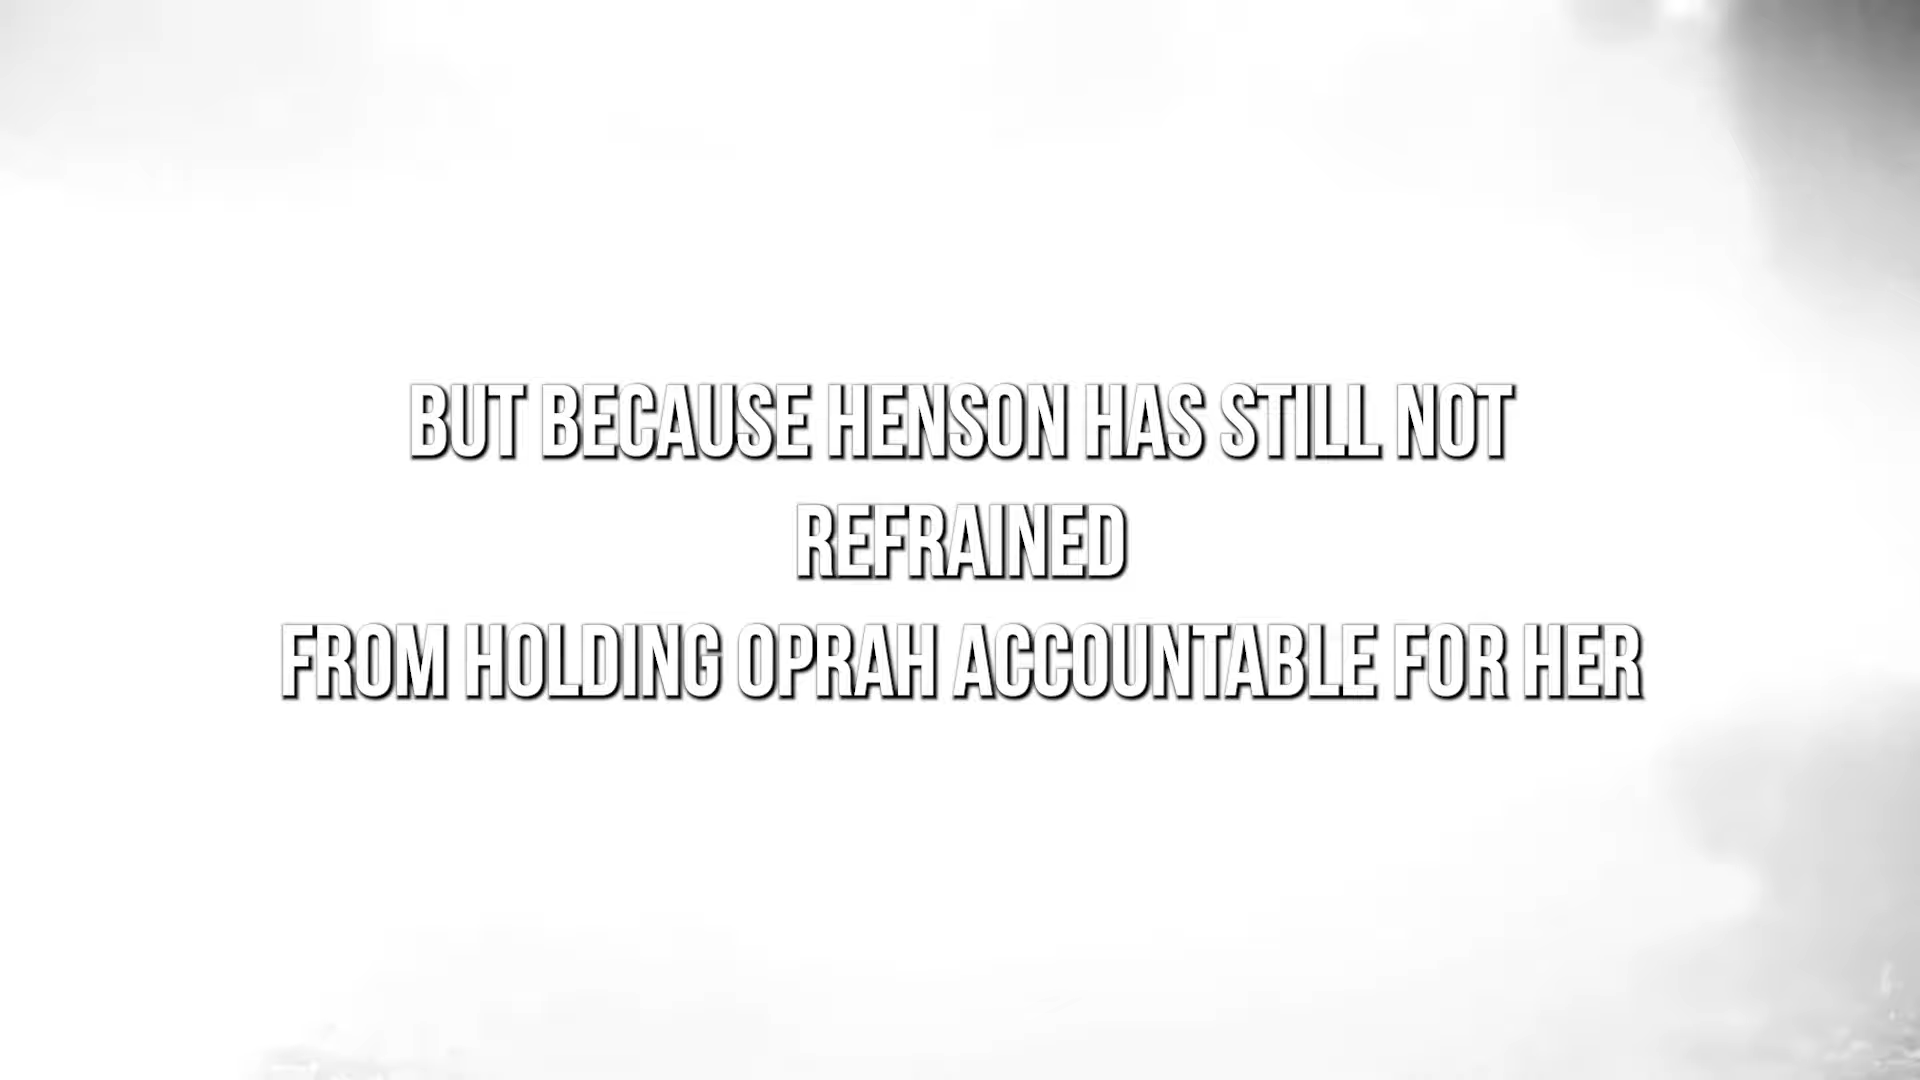 BUT BECAUSE HENSON HAS STILL NOT
REFRAINED
FROM HOLDING OPRAH ACCOUNTABLE FOR HER